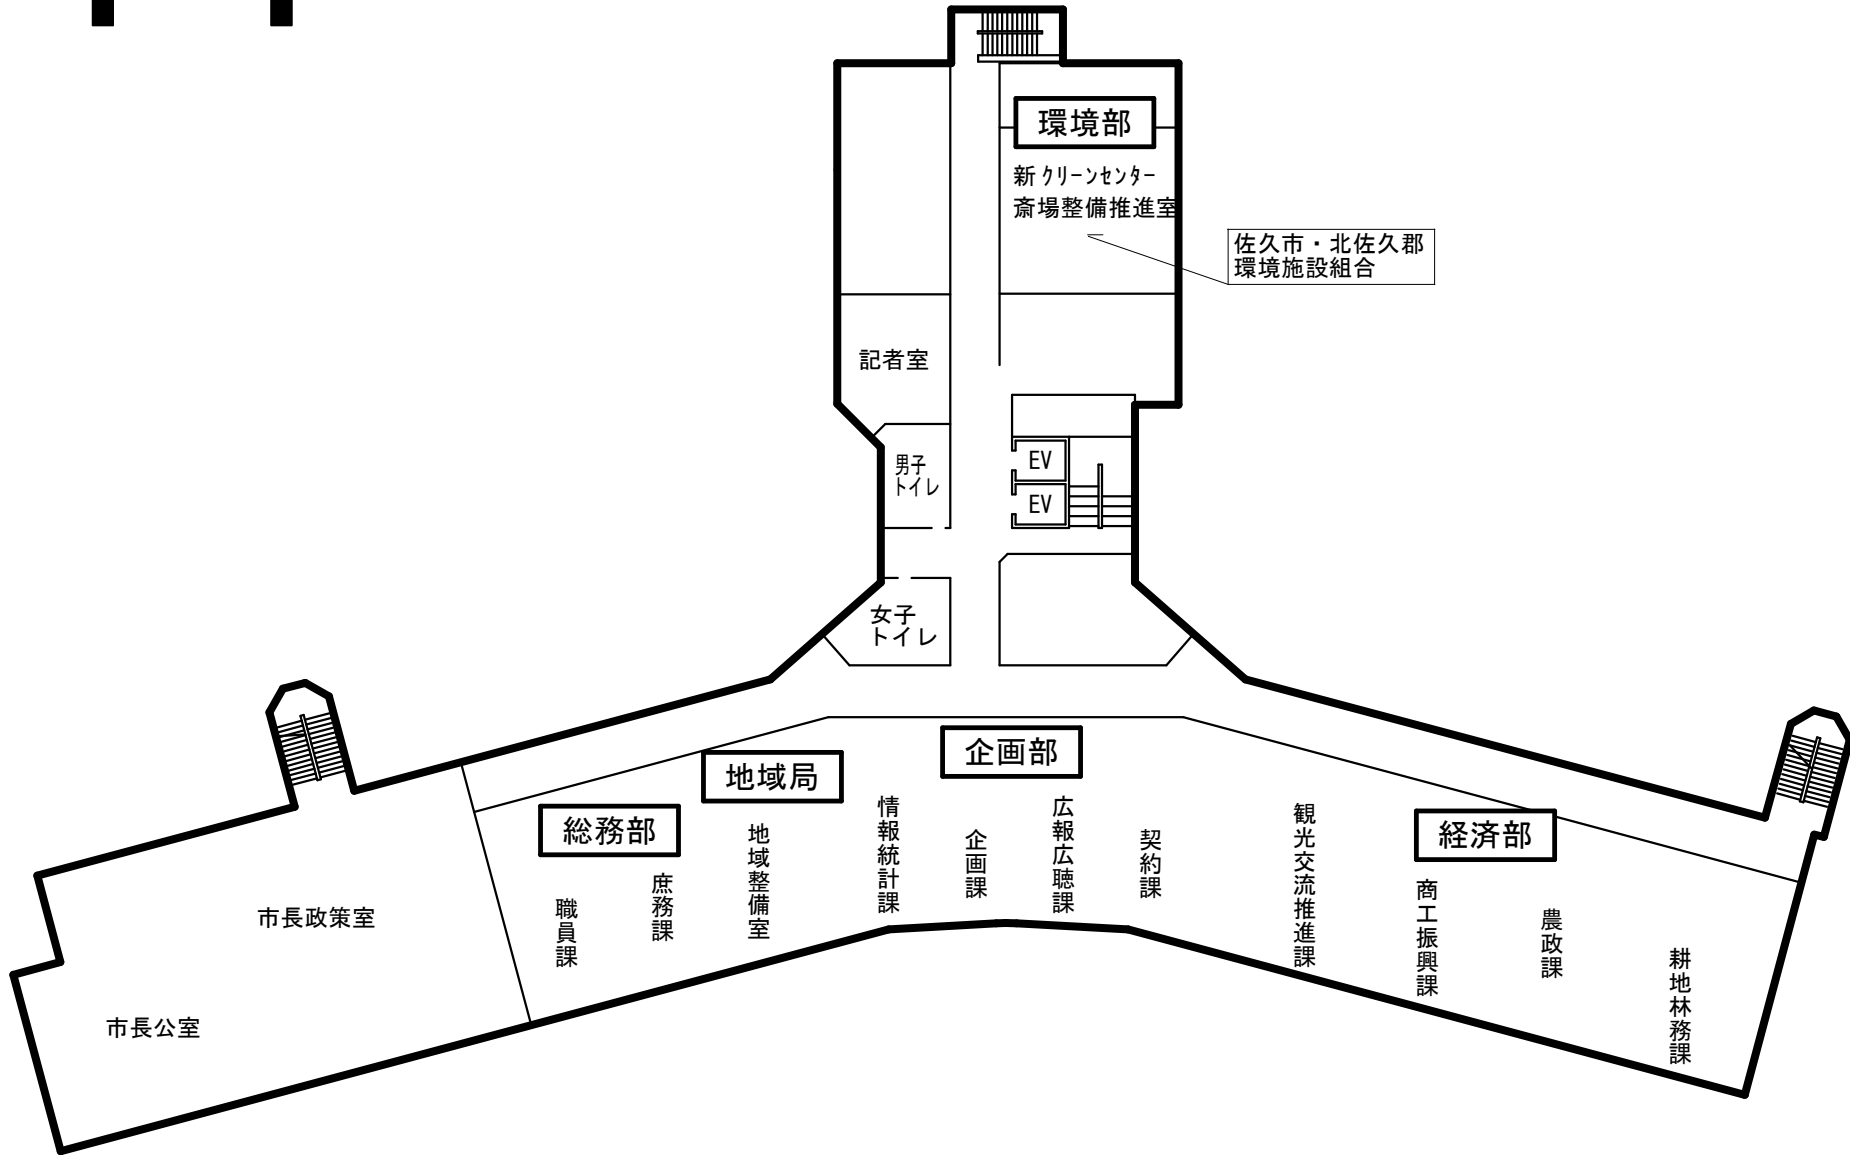 環境部
新クリーンセンター
斎場整備推進室
佐久市・北佐久郡
環境施設組合
記者室
男子
トイレ
EV
EV
女子
トイレ
企画部
地域局
総務部
経済部
職員課
庶務課
地域整備室
情報統計課
企画課
広報広聴課
契約課
観光交流推進課
商工振興課
農政課
耕地林務課
市長政策室
市長公室